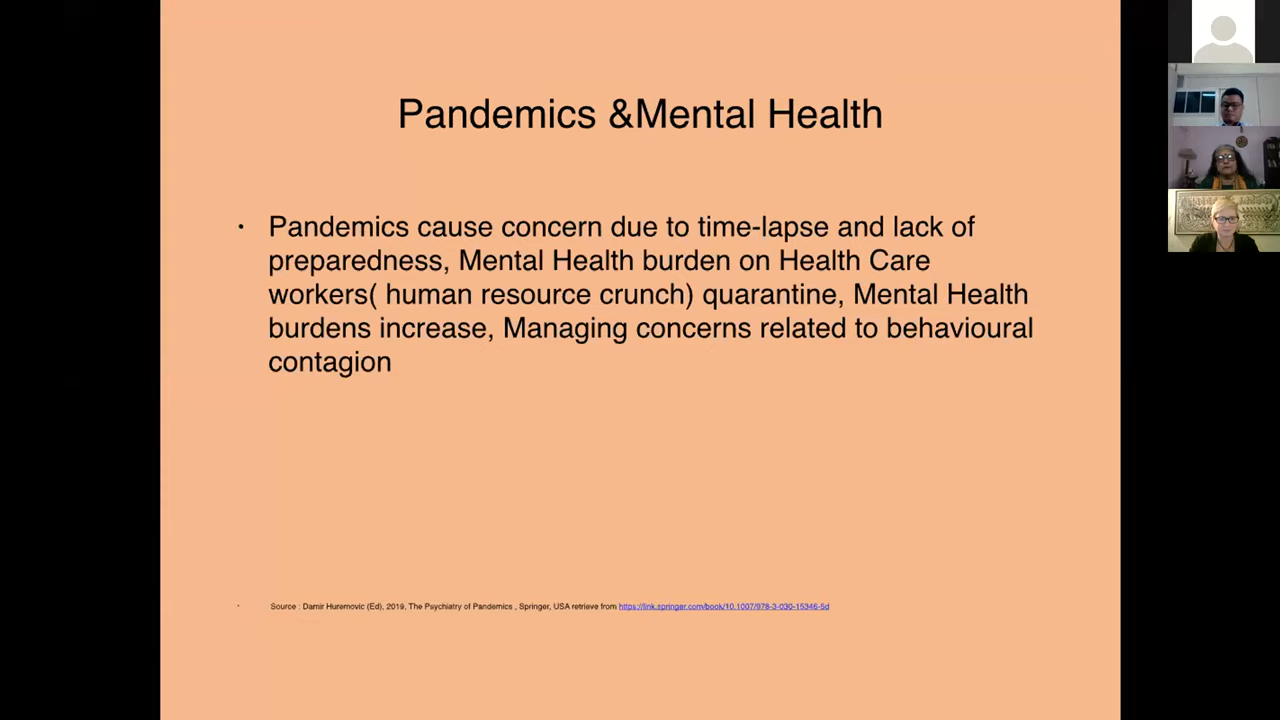 Pandemics &Mental Health
• Pandemics cause concern due to time-lapse and lack of
preparedness, Mental Health burden on Health Care
workers( human resource crunch) quarantine, Mental Health
burdens increase, Managing concerns related to behavioural
contagion
• Source : Damir Huremovic (Ed), 2019, The Psychiatry of Pandemics , Springer, USA retrieve from https://link.springer.com/book/10.1007/978-3-030-15346-5d